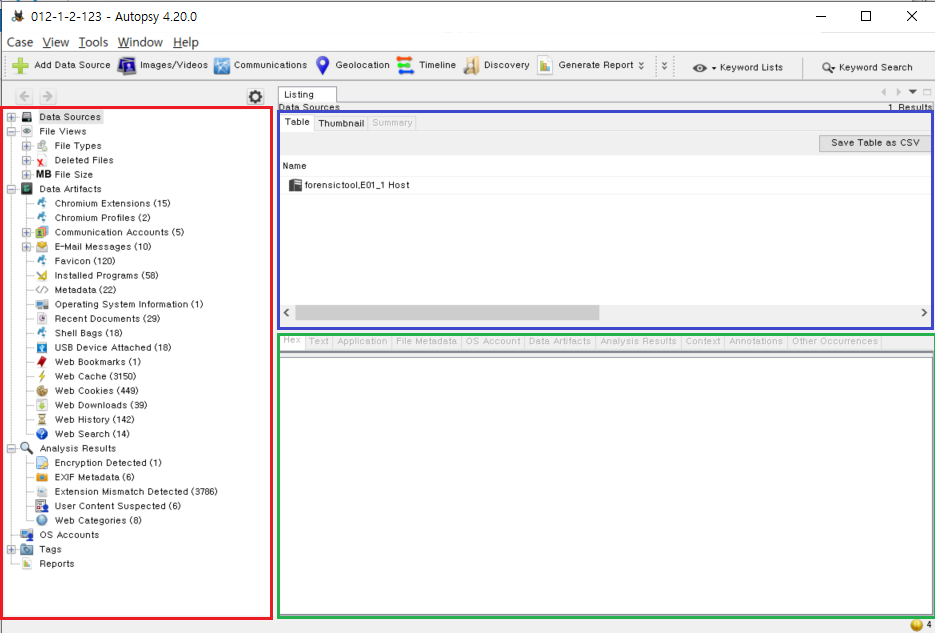 012-1-2-123 - Autopsy 4.20.0
Case View Tools Window Help
Add Data Source Images/Videos Communications Geolocation Timeline Discovery Generate Report Keyword Lists Keyword Search
Listing
Data Sources 1 Results
Table Thumbnail Summary
Save Table as CSV
Name
forensictool,E01_1 Host
Hex Text Application File Metadata OS Account Data Artifacts Analysis Results Context Annotations Other Occurrences
Data Sources
File Views
File Types
Deleted Files
MB File Size
Data Artifacts
Chromium Extensions (15)
Chromium Profiles (2)
Communication Accounts (5)
E-Mail Messages (10)
Favicon (120)
Installed Programs (58)
Metadata (22)
Operating System Information (1)
Recent Documents (29)
Shell Bags (18)
USB Device Attached (18)
Web Bookmarks (1)
Web Cache (3150)
Web Cookies (449)
Web Downloads (39)
Web History (142)
Web Search (14)
Analysis Results
Encryption Detected (1)
EXIF Metadata (6)
Extension Mismatch Detected (3786)
User Content Suspected (6)
Web Categories (8)
OS Accounts
Tags
Reports
4